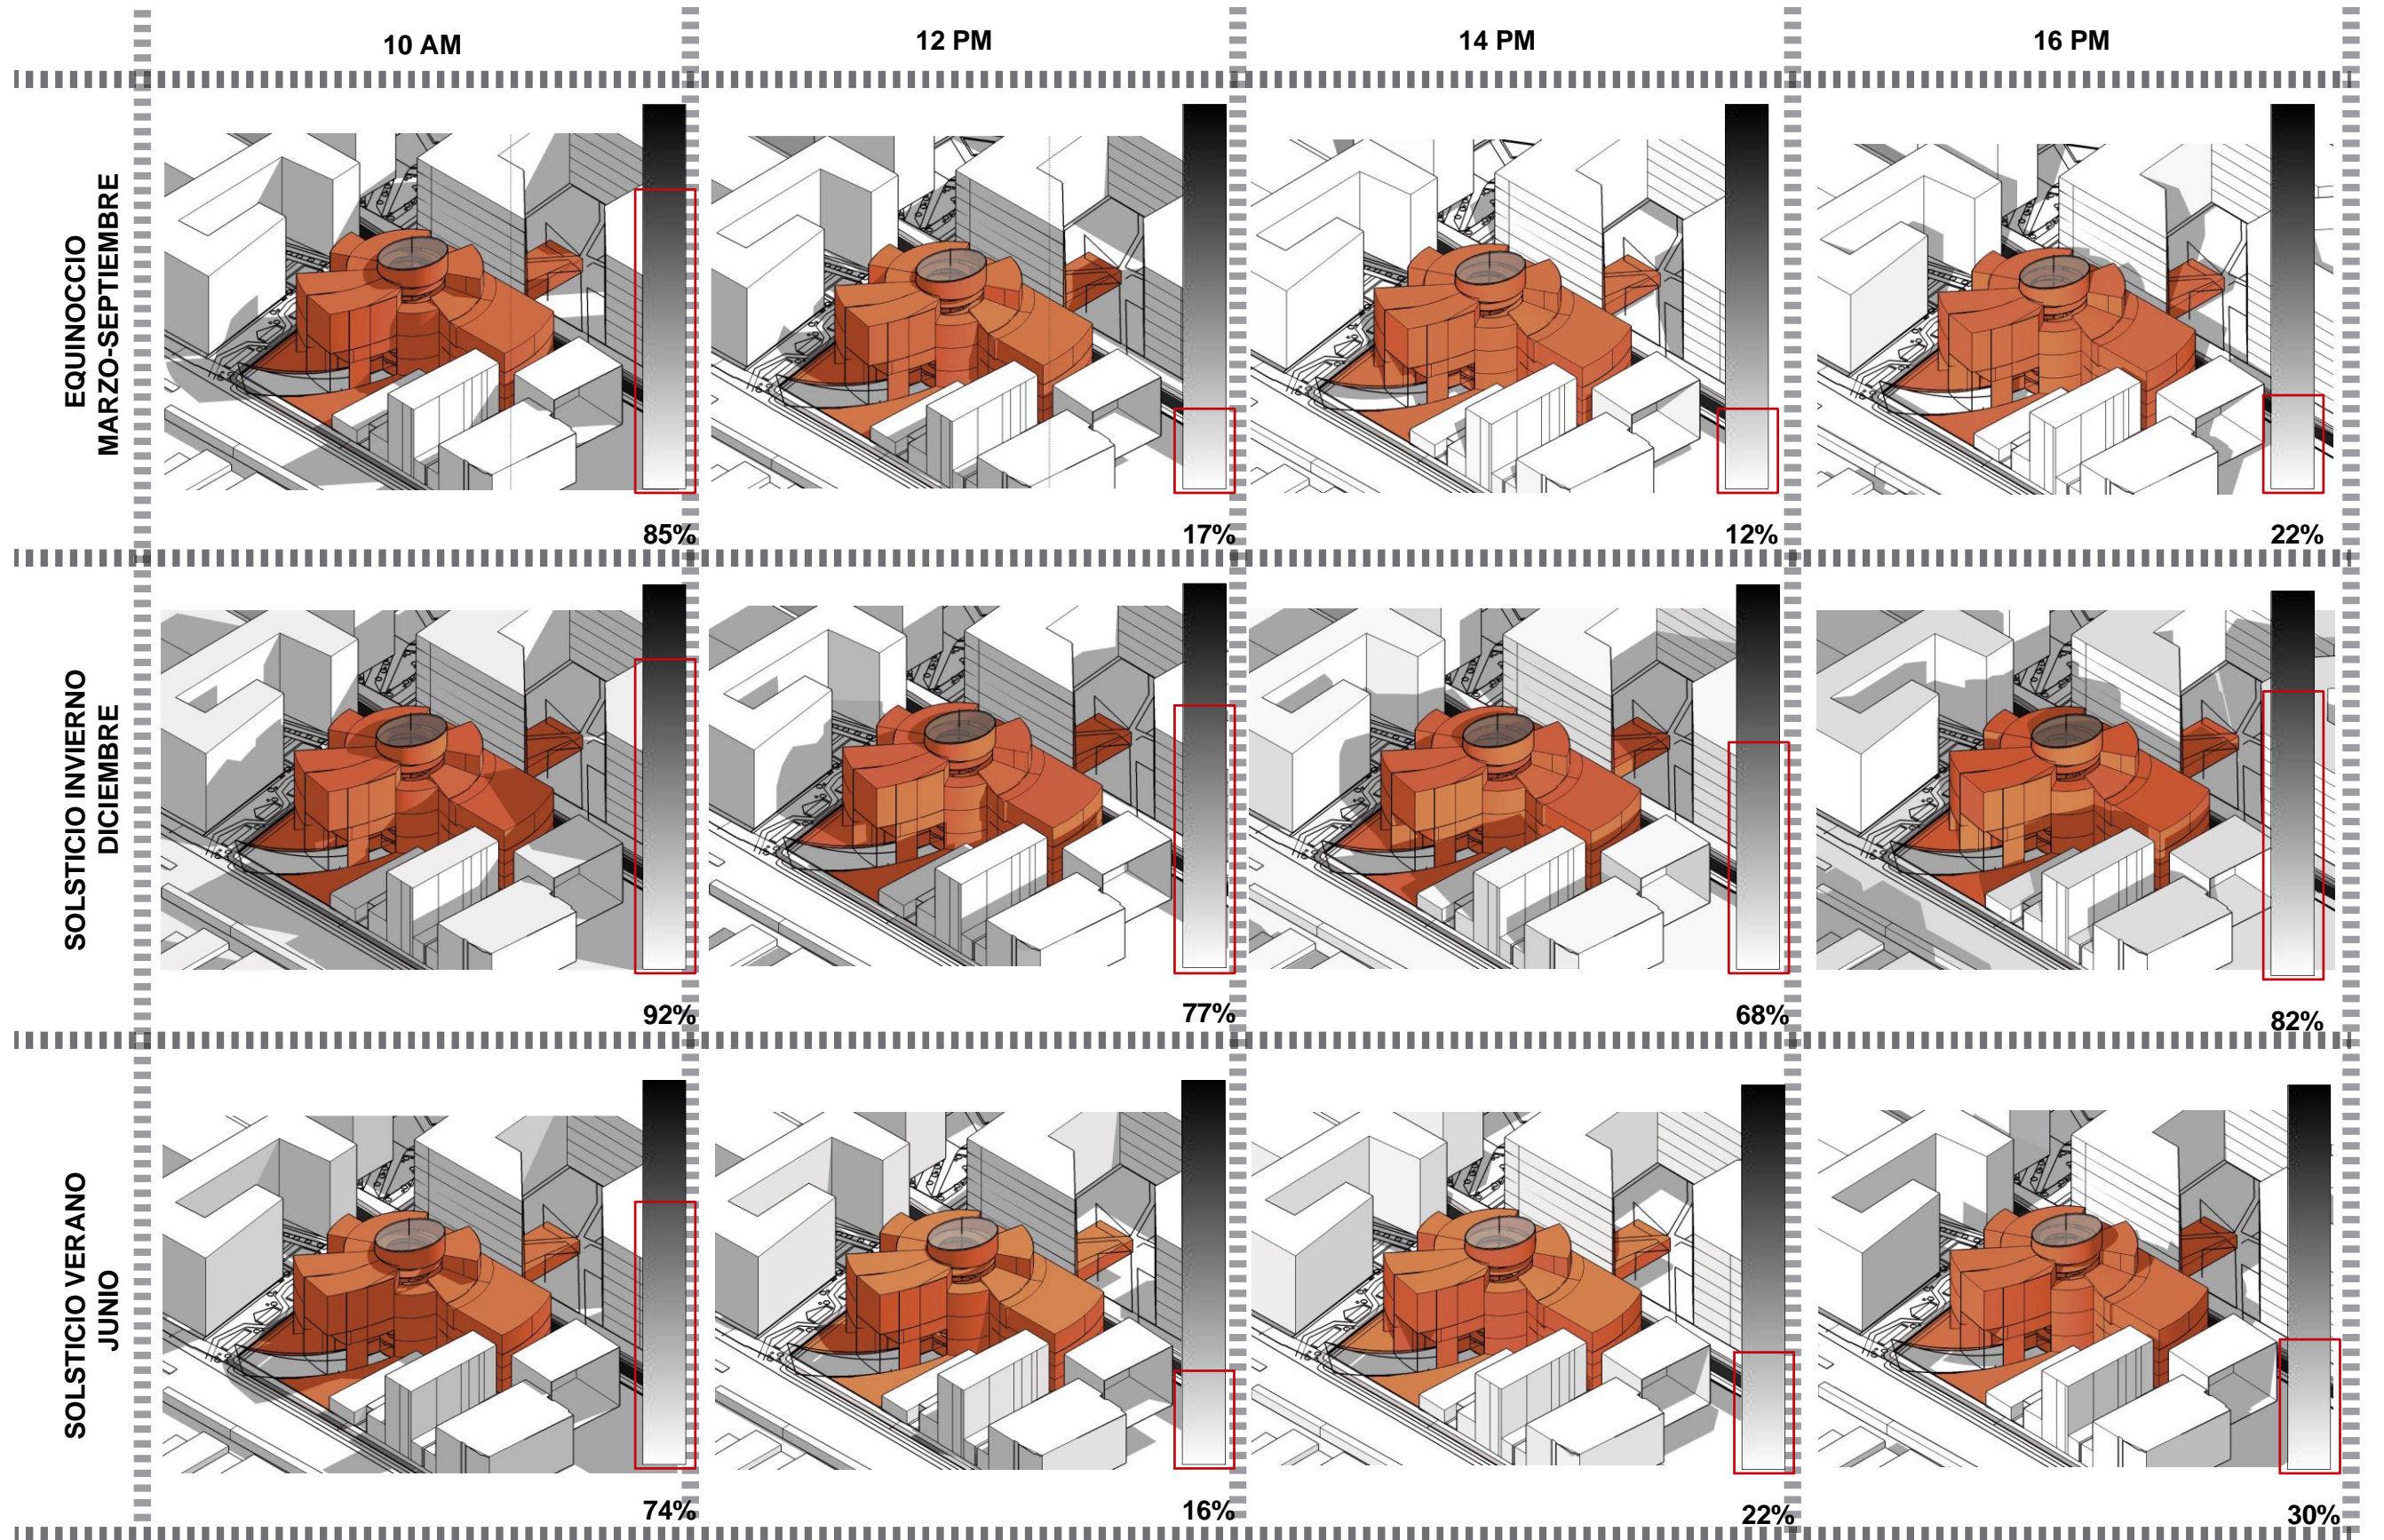 10 AM
12 PM
14 PM
16 PM
EQUINOCCIO
MARZO-SEPTIEMBRE
85%
17%
12%
22%
SOLSTICIO INVIERNO
DICIEMBRE
92%
77%
68%
82%
SOLSTICIO VERANO
JUNIO
74%
16%
22%
30%